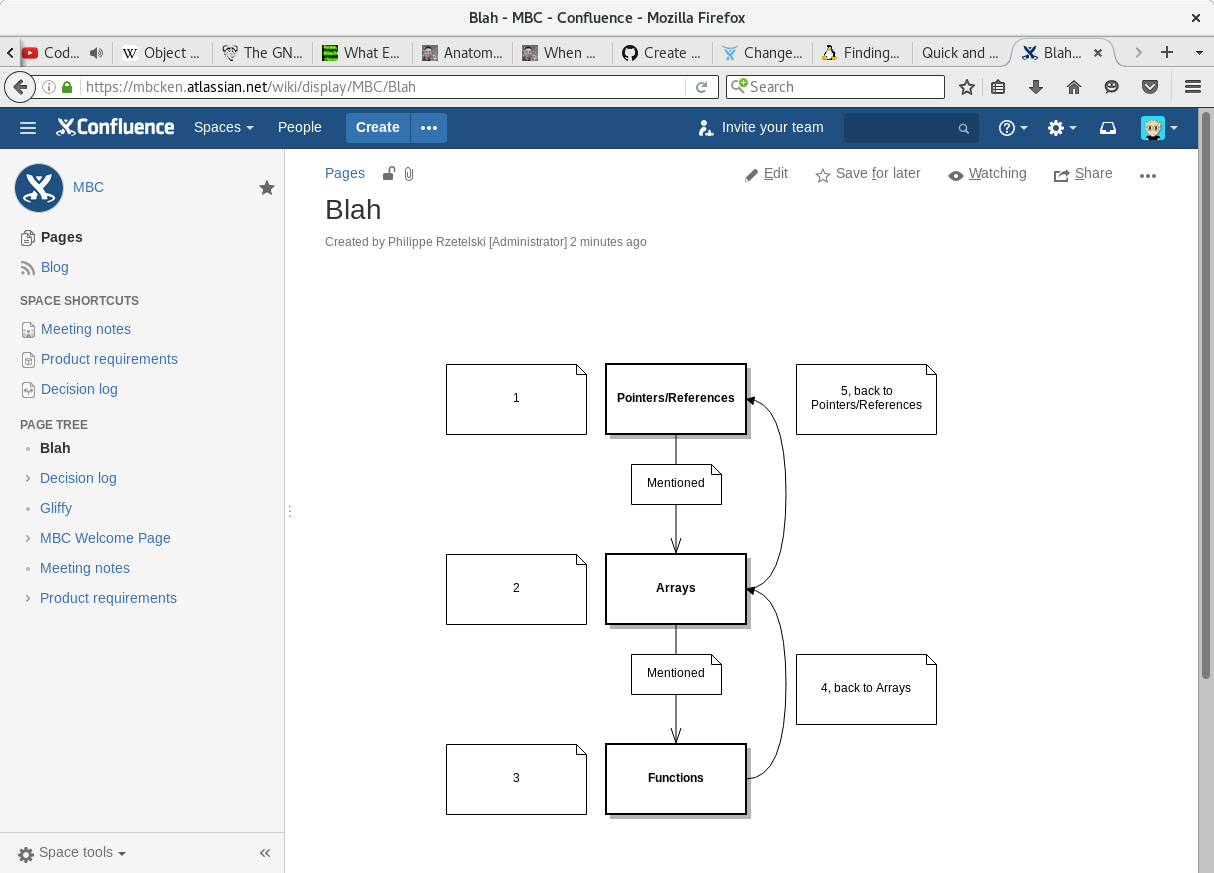 Blah - MBC - Confluence - Mozilla Firefox
Cod... Object ... The GN... What E... Anatom... When ... Create ... Change... Finding... Quick and ... Blah...
https://mbcken.atlassian.net/wiki/display/MBC/Blah Search
Confluence Spaces People Create Invite your team
MBC
Pages
Blog
SPACE SHORTCUTS
Meeting notes
Product requirements
Decision log
PAGE TREE
Blah
Decision log
Gliffy
MBC Welcome Page
Meeting notes
Product requirements
Space tools
Pages Edit Save for later Watching Share
Blah
Created by Philippe Rzetelski [Administrator] 2 minutes ago
1
Pointers/References
5, back to
Pointers/References
Mentioned
2
Arrays
Mentioned
4, back to Arrays
3
Functions